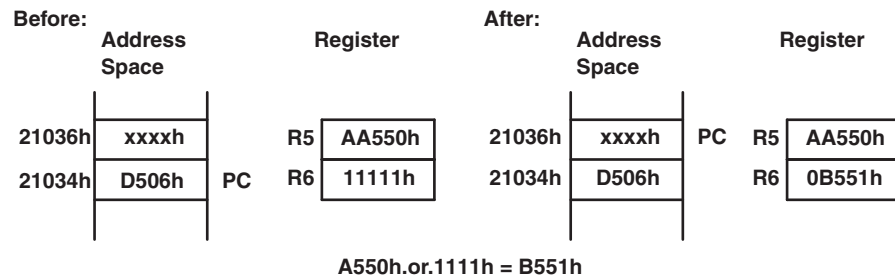 Before:
Address Space
Register
21036h xxxxh R5 AA550h
21034h D506h PC R6 11111h
After:
Address Space
Register
21036h xxxxh PC R5 AA550h
21034h D506h R6 0B551h
A550h.or.1111h = B551h